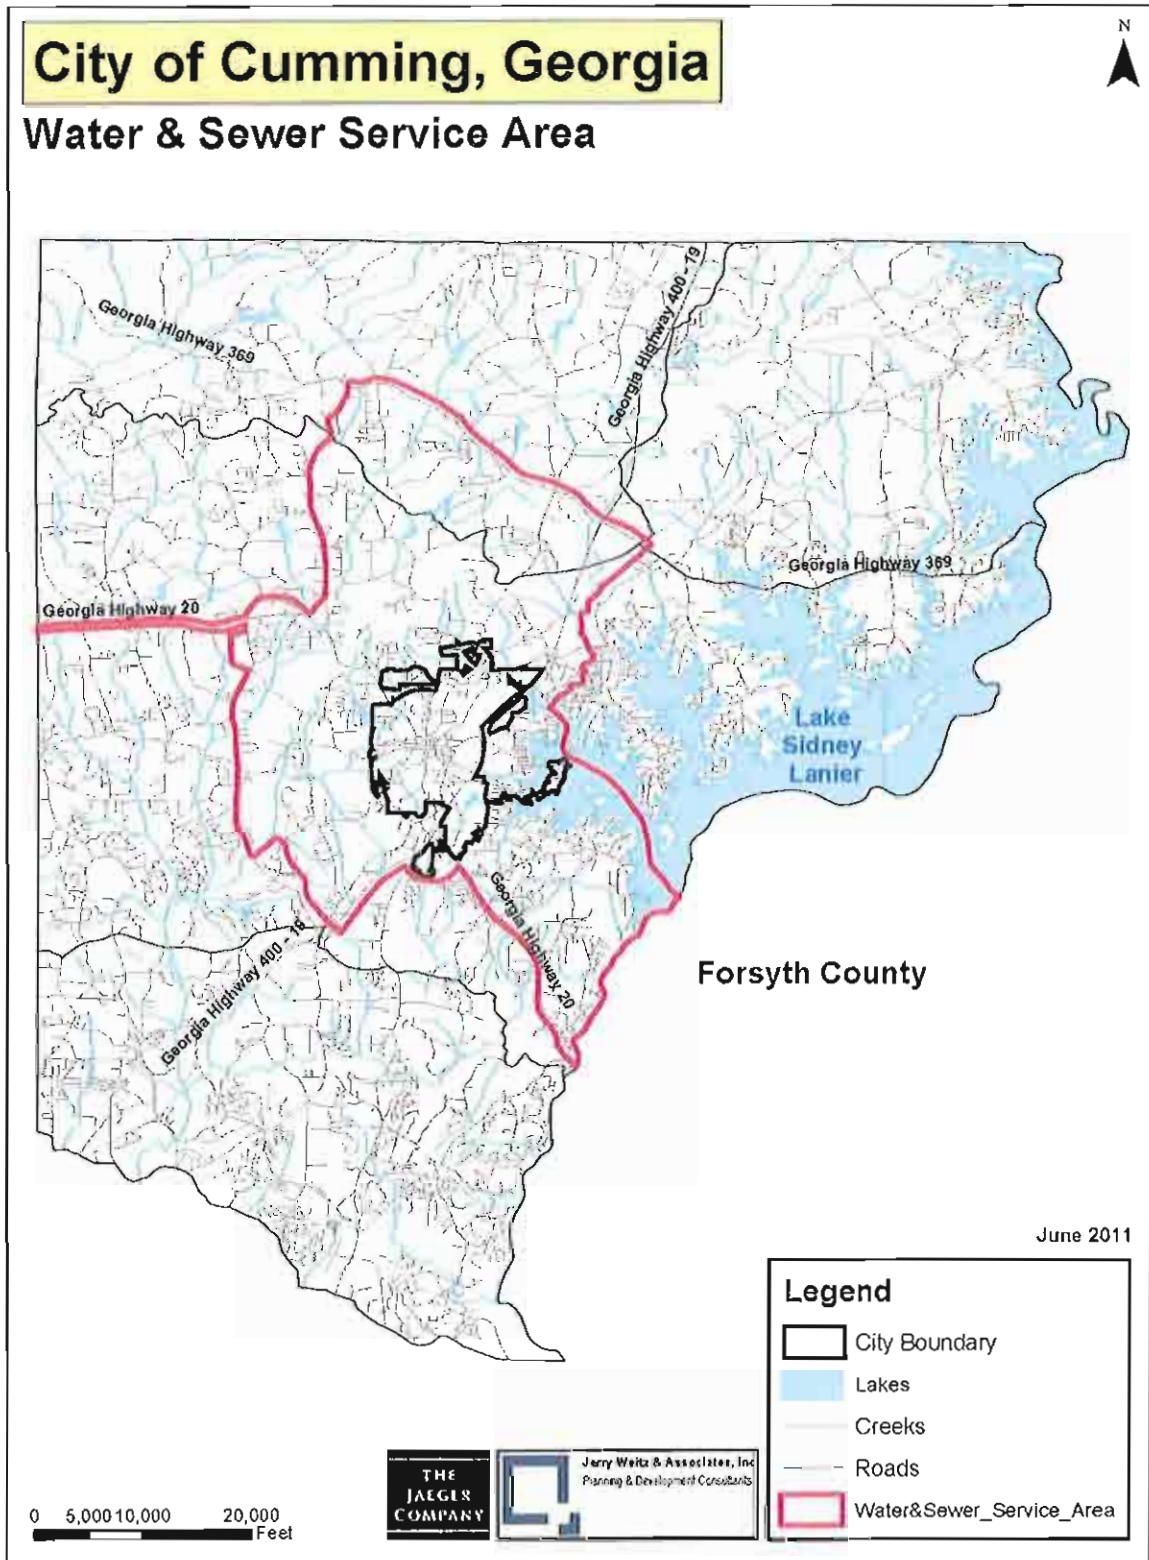 City of Cumming, Georgia
Water & Sewer Service Area
N
Georgia Highway 369
Georgia Highway 400 - 19
Georgia Highway 369
Georgia Highway 20
Lake
Sidney
Lanier
Georgia Highway 20
Georgia Highway 400 - 19
Forsyth County
June 2011
Legend
City Boundary
Lakes
Creeks
Roads
Water&Sewer_Service_Area
THE
JAEGER
COMPANY
Jerry Weitz & Associates, Inc
Planning & Development Consultants
0 5,000 10,000 20,000
Feet